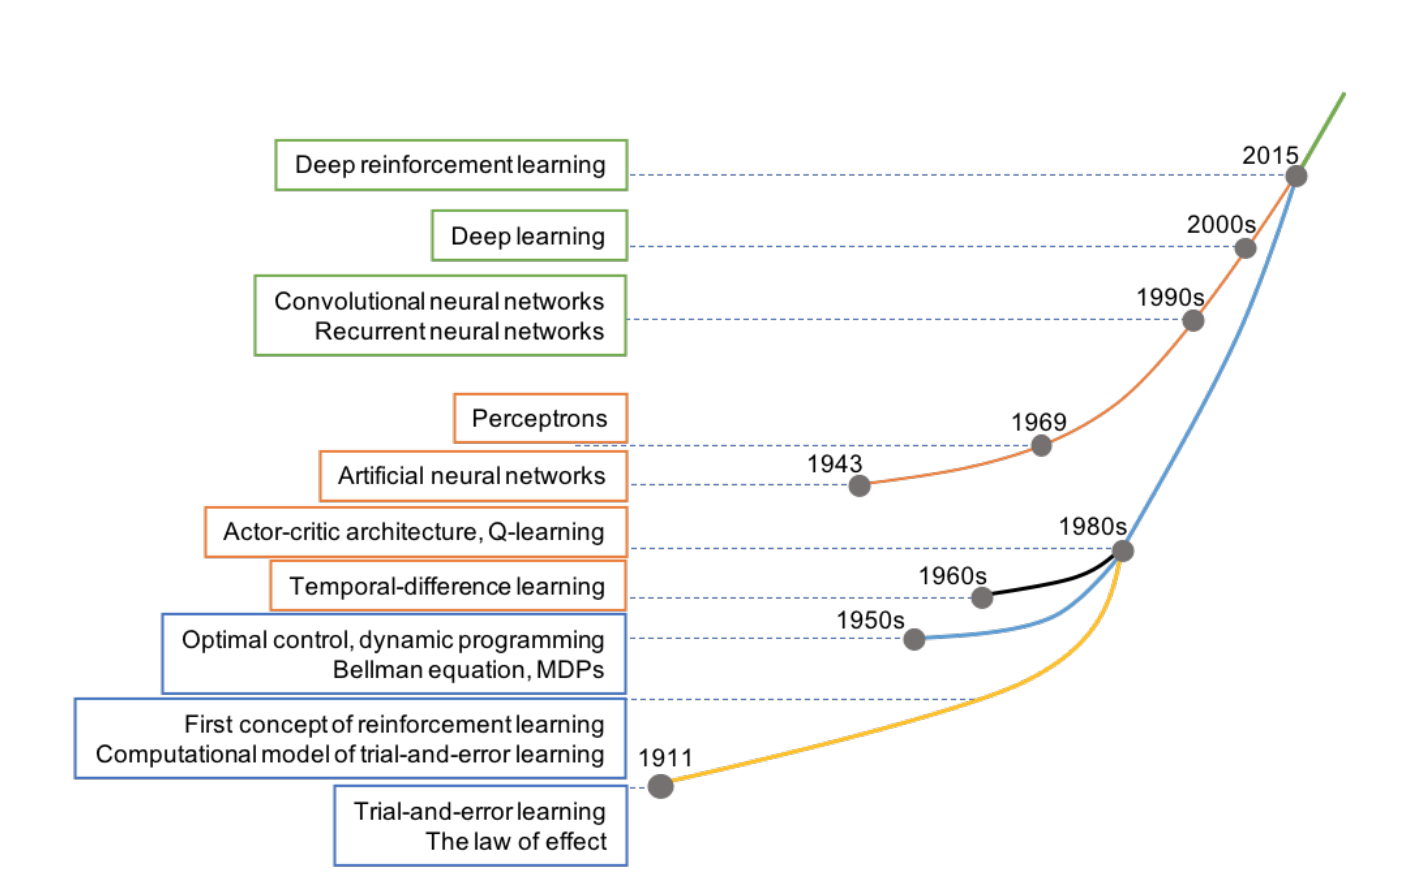 2015
Deep reinforcement learning
2000s
Deep learning
1990s
Convolutional neural networks
Recurrent neural networks
Perceptrons
1969
1943
Artificial neural networks
Actor-critic architecture, Q-learning
1980s
1960s
Temporal-difference learning
1950s
Optimal control, dynamic programming
Bellman equation, MDPs
First concept of reinforcement learning
Computational model of trial-and-error learning
1911
Trial-and-error learning
The law of effect